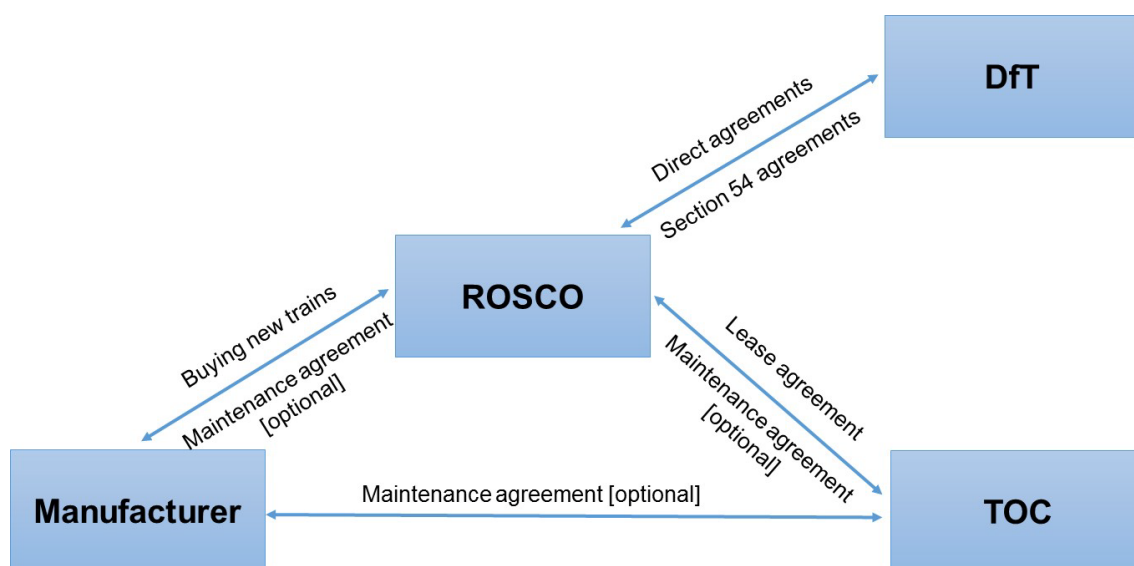 DfT
Direct agreements
Section 54 agreements
ROSCO
Buying new trains
Maintenance agreement
[optional]
Lease agreement
Maintenance agreement
[optional]
Manufacturer
Maintenance agreement [optional]
TOC